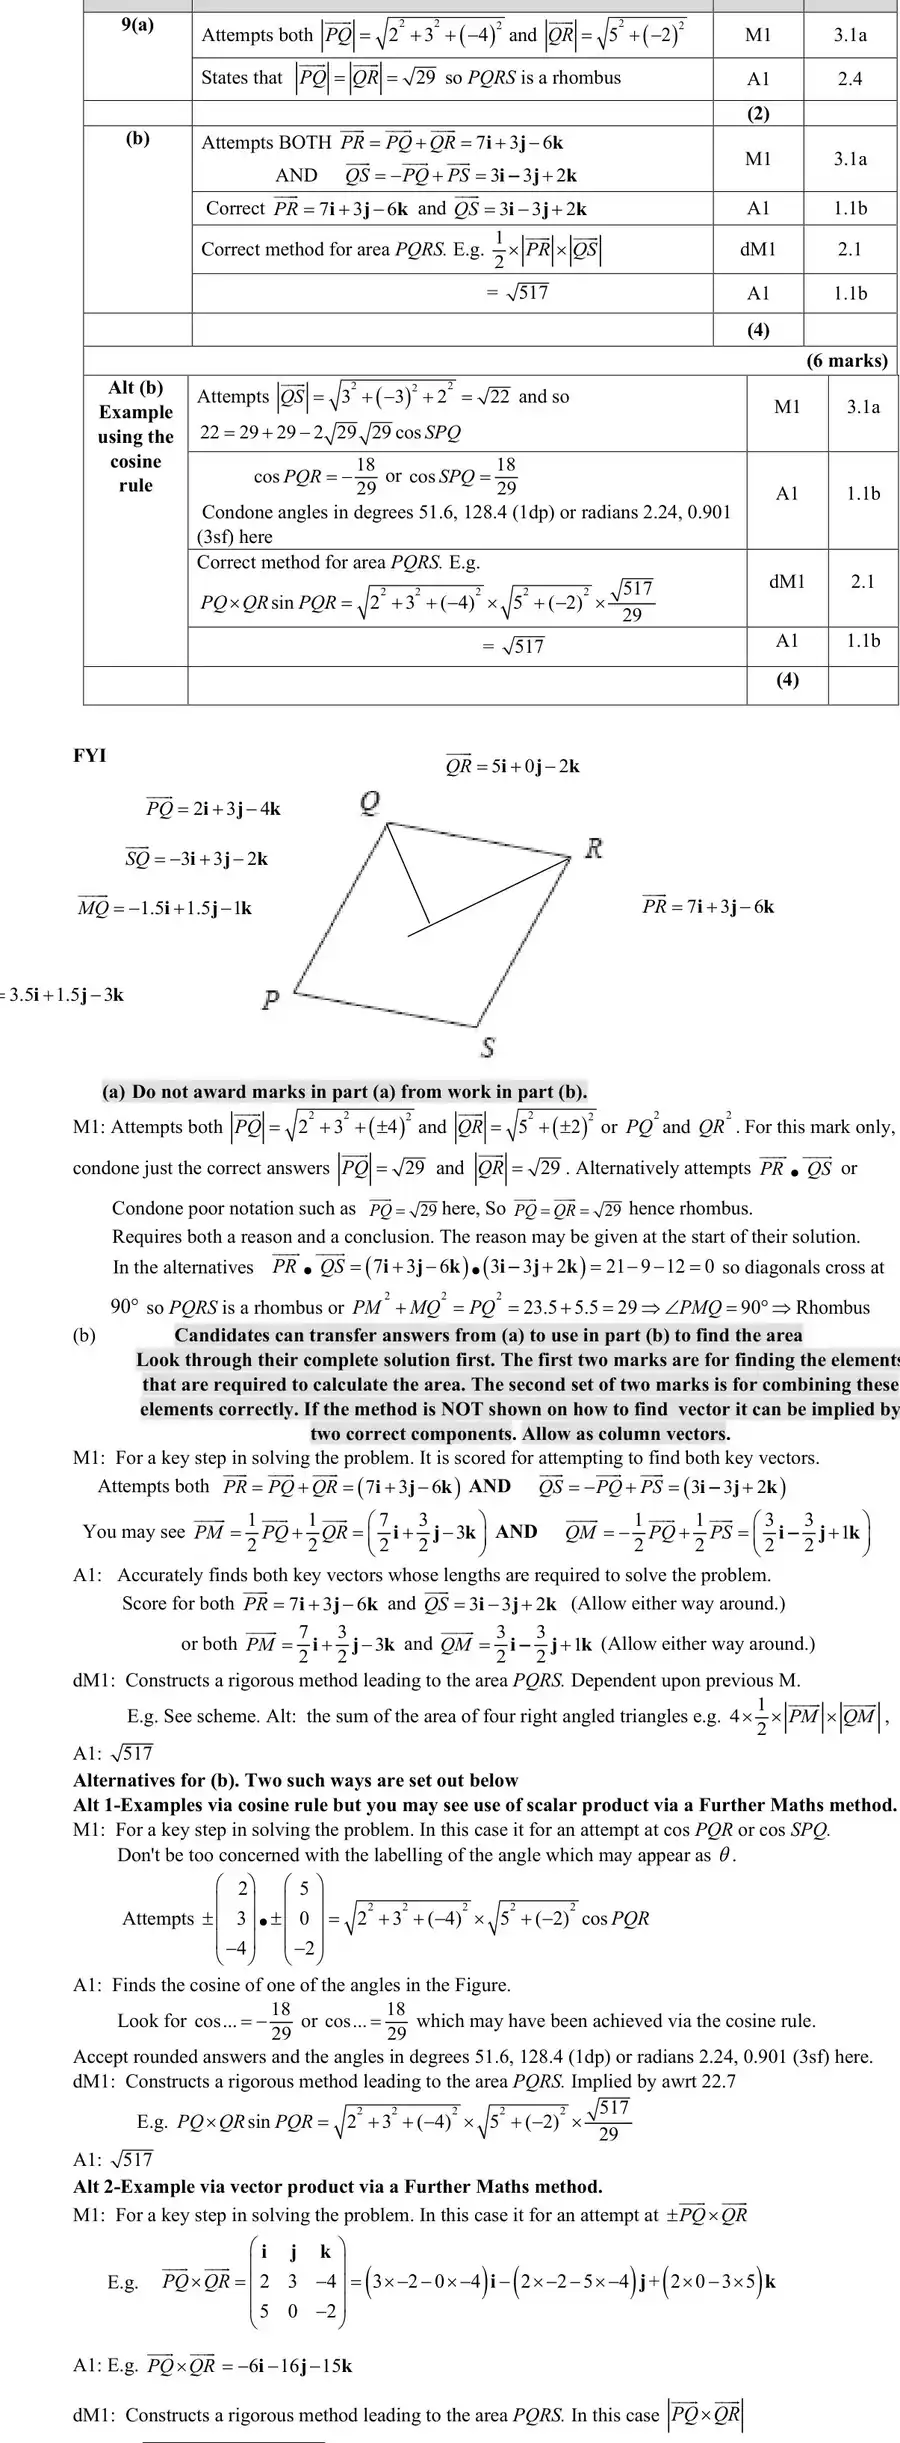 9(a) Attempts both |PQ⃗| = √(2² + 3² + (−4)²) and |QR⃗| = √(5² + (−2)²) M1 3.1a
States that |PQ⃗| = |QR⃗| = √29 so PQRS is a rhombus A1 2.4
(2)
(b) Attempts BOTH PR⃗ = PQ⃗ + QR⃗ = 7i + 3j − 6k
AND QS⃗ = −PQ⃗ + PS⃗ = 3i − 3j + 2k M1 3.1a
Correct PR⃗ = 7i + 3j − 6k and QS⃗ = 3i − 3j + 2k A1 1.1b
Correct method for area PQRS. E.g. 1/2 × |PR⃗| × |QS⃗| dM1 2.1
= √517 A1 1.1b
(4)
(6 marks)
Alt (b) Example using the cosine rule
Attempts |QS⃗| = √(3² + (−3)² + 2²) = √22 and so
22 = 29 + 29 − 2√29√29 cos SPQ M1 3.1a
cos PQR = −18/29 or cos SPQ = 18/29
Condone angles in degrees 51.6, 128.4 (1dp) or radians 2.24, 0.901
(3sf) here A1 1.1b
Correct method for area PQRS. E.g.
PQ × QR sin PQR = √(2² + 3² + (−4)²) × √(5² + (−2)²) × √517/29 dM1 2.1
= √517 A1 1.1b
(4)
FYI
QR⃗ = 5i + 0j − 2k
PQ⃗ = 2i + 3j − 4k
Q
SQ⃗ = −3i + 3j − 2k
R
MQ⃗ = −1.5i + 1.5j − 1k
PR⃗ = 7i + 3j − 6k
= 3.5i + 1.5j − 3k
P
S
(a) Do not award marks in part (a) from work in part (b).
M1: Attempts both |PQ⃗| = √(2² + 3² + (±4)²) and |QR⃗| = √(5² + (±2)²) or PQ² and QR². For this mark only,
condone just the correct answers |PQ⃗| = √29 and |QR⃗| = √29. Alternatively attempts PR⃗ • QS⃗ or
Condone poor notation such as PQ⃗ = √29 here, So PQ⃗ = QR⃗ = √29 hence rhombus.
Requires both a reason and a conclusion. The reason may be given at the start of their solution.
In the alternatives PR⃗ • QS⃗ = (7i + 3j − 6k) • (3i − 3j + 2k) = 21 − 9 − 12 = 0 so diagonals cross at
90° so PQRS is a rhombus or PM² + MQ² = PQ² = 23.5 + 5.5 = 29 ⇒ ∠PMQ = 90° ⇒ Rhombus
(b) Candidates can transfer answers from (a) to use in part (b) to find the area
Look through their complete solution first. The first two marks are for finding the elements
that are required to calculate the area. The second set of two marks is for combining these
elements correctly. If the method is NOT shown on how to find vector it can be implied by
two correct components. Allow as column vectors.
M1: For a key step in solving the problem. It is scored for attempting to find both key vectors.
Attempts both PR⃗ = PQ⃗ + QR⃗ = (7i + 3j − 6k) AND QS⃗ = −PQ⃗ + PS⃗ = (3i − 3j + 2k)
You may see PM⃗ = 1/2 PQ⃗ + 1/2 QR⃗ = (7/2 i + 3/2 j − 3k) AND QM⃗ = −1/2 PQ⃗ + 1/2 PS⃗ = (3/2 i − 3/2 j + 1k)
A1: Accurately finds both key vectors whose lengths are required to solve the problem.
Score for both PR⃗ = 7i + 3j − 6k and QS⃗ = 3i − 3j + 2k (Allow either way around.)
or both PM⃗ = 7/2 i + 3/2 j − 3k and QM⃗ = 3/2 i − 3/2 j + 1k (Allow either way around.)
dM1: Constructs a rigorous method leading to the area PQRS. Dependent upon previous M.
E.g. See scheme. Alt: the sum of the area of four right angled triangles e.g. 4 × 1/2 × |PM⃗| × |QM⃗|,
A1: √517
Alternatives for (b). Two such ways are set out below
Alt 1-Examples via cosine rule but you may see use of scalar product via a Further Maths method.
M1: For a key step in solving the problem. In this case it for an attempt at cos PQR or cos SPQ.
Don't be too concerned with the labelling of the angle which may appear as θ.
Attempts ±(2 3 −4) • ±(5 0 −2) = √(2² + 3² + (−4)²) × √(5² + (−2)²) cos PQR
A1: Finds the cosine of one of the angles in the Figure.
Look for cos... = −18/29 or cos... = 18/29 which may have been achieved via the cosine rule.
Accept rounded answers and the angles in degrees 51.6, 128.4 (1dp) or radians 2.24, 0.901 (3sf) here.
dM1: Constructs a rigorous method leading to the area PQRS. Implied by awrt 22.7
E.g. PQ × QR sin PQR = √(2² + 3² + (−4)²) × √(5² + (−2)²) × √517/29
A1: √517
Alt 2-Example via vector product via a Further Maths method.
M1: For a key step in solving the problem. In this case it for an attempt at ±PQ⃗ × QR⃗
E.g. PQ⃗ × QR⃗ = (i j k; 2 3 −4; 5 0 −2) = (3×−2−0×−4)i − (2×−2−5×−4)j + (2×0−3×5)k
A1: E.g. PQ⃗ × QR⃗ = −6i − 16j − 15k
dM1: Constructs a rigorous method leading to the area PQRS. In this case |PQ⃗ × QR⃗|